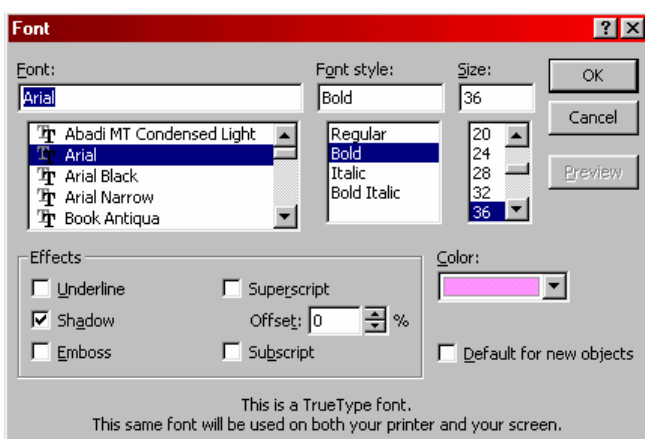 Font
Font: Font style: Size:
Arial Bold 36
OK
Cancel
Preview
Abadi MT Condensed Light
Arial
Arial Black
Arial Narrow
Book Antiqua
Regular
Bold
Italic
Bold Italic
20
24
28
32
36
Effects
Underline
Shadow
Emboss
Superscript
Offset: 0 %
Subscript
Color:
Default for new objects
This is a TrueType font.
This same font will be used on both your printer and your screen.